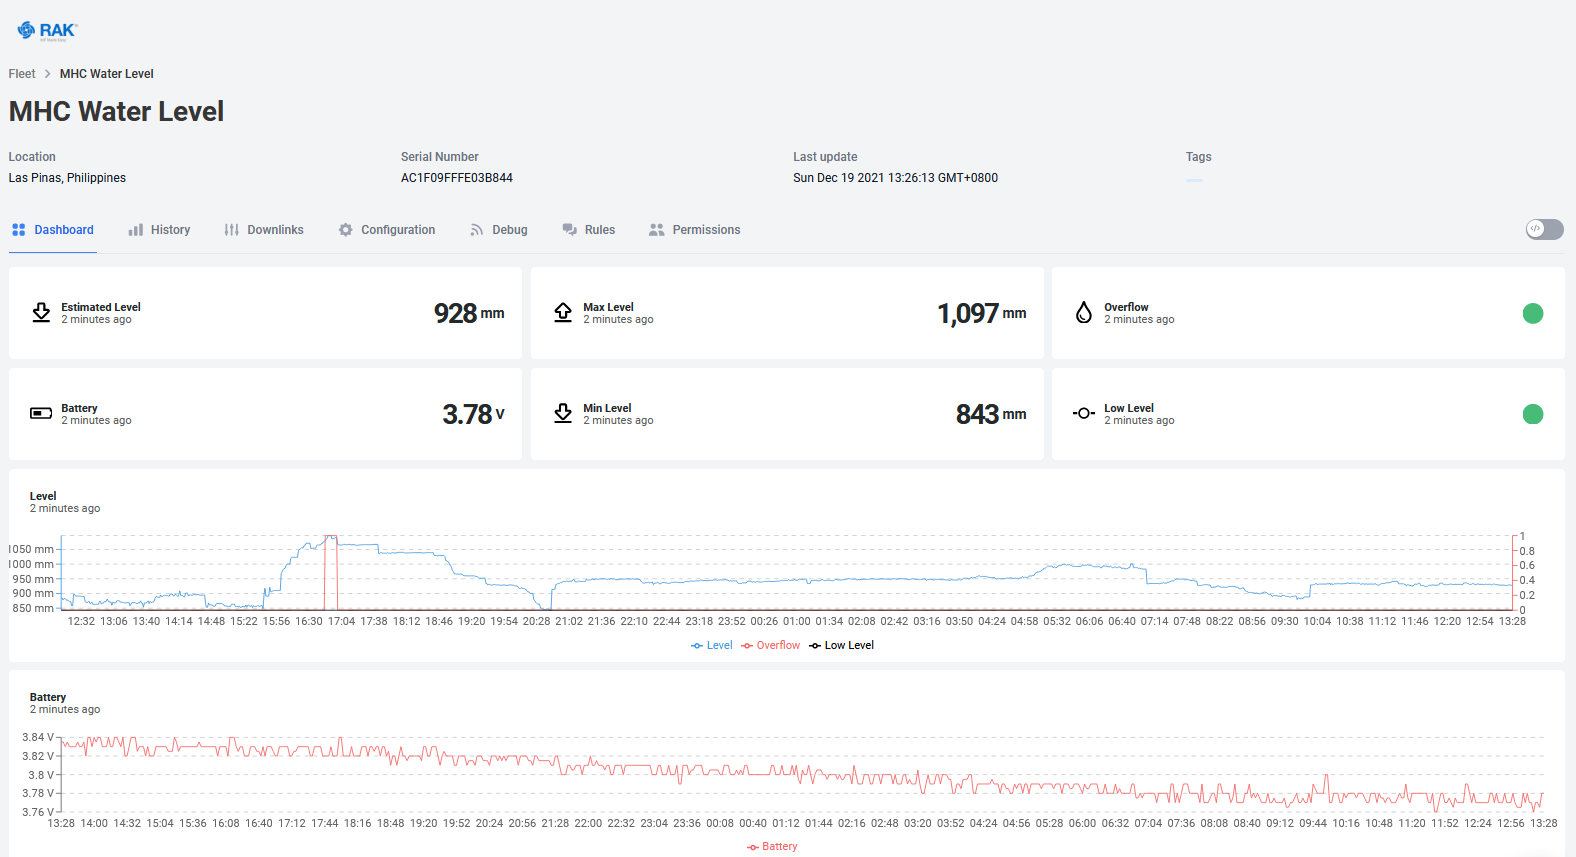 RAK
Fleet > MHC Water Level
MHC Water Level
Location
Las Pinas, Philippines
Serial Number
AC1F09FFFE03B844
Last update
Sun Dec 19 2021 13:26:13 GMT+0800
Tags
Dashboard History Downlinks Configuration Debug Rules Permissions </>
Estimated Level
2 minutes ago
928 mm
Max Level
2 minutes ago
1,097 mm
Overflow
2 minutes ago
Battery
2 minutes ago
3.78 V
Min Level
2 minutes ago
843 mm
Low Level
2 minutes ago
Level
2 minutes ago
1050 mm
1000 mm
950 mm
900 mm
850 mm
1
0.8
0.6
0.4
0.2
0
12:32 13:06 13:40 14:14 14:48 15:22 15:56 16:30 17:04 17:38 18:12 18:46 19:20 19:54 20:28 21:02 21:36 22:10 22:44 23:18 23:52 00:26 01:00 01:34 02:08 02:42 03:16 03:50 04:24 04:58 05:32 06:06 06:40 07:14 07:48 08:22 08:56 09:30 10:04 10:38 11:12 11:46 12:20 12:54 13:28
Level Overflow Low Level
Battery
2 minutes ago
3.84 V
3.82 V
3.8 V
3.78 V
3.76 V
13:28 14:00 14:32 15:04 15:36 16:08 16:40 17:12 17:44 18:16 18:48 19:20 19:52 20:24 20:56 21:28 22:00 22:32 23:04 23:36 00:08 00:40 01:12 01:44 02:16 02:48 03:20 03:52 04:24 04:56 05:28 06:00 06:32 07:04 07:36 08:08 08:40 09:12 09:44 10:16 10:48 11:20 11:52 12:24 12:56 13:28
Battery